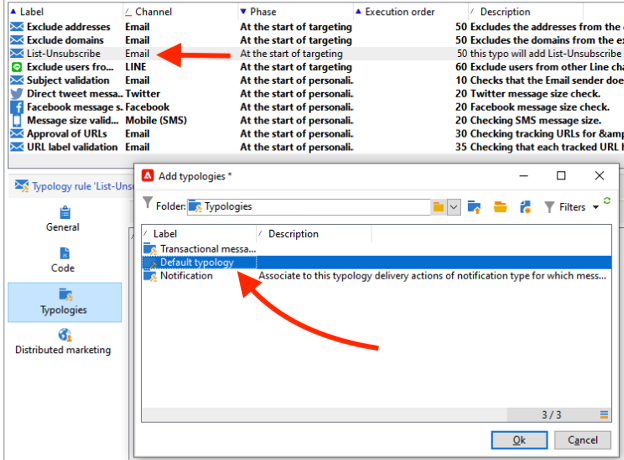 Label Channel Phase Execution order Description
Exclude addresses Email At the start of targeting 50 Excludes the addresses from the
Exclude domains Email At the start of targeting 50 Excludes the domains from the ex
List-Unsubscribe Email At the start of targeting 50 this typo will add List-Unsubscribe
Exclude users fro... LINE At the start of targeting 60 Exclude users from other Line cha
Subject validation Email At the start of personali... 10 Checks that the Email sender doe
Direct tweet messa... Twitter At the start of personali... 20 Twitter message size check.
Facebook message s... Facebook At the start of personali... 20 Facebook message size check.
Message size valid... Mobile (SMS) At the start of personali... 20 Checking SMS message size.
Approval of URLs Email At the start of personali... 30 Checking tracking URLs for &amp
URL label validation Email At the start of personali... 35 Checking that each tracked URL h
Typology rule 'List-Unsu
Add typologies *
General
Folder: Typologies Filters
Label Description
Code
Transactional messa...
Default typology
Notification Associate to this typology delivery actions of notification type for which mess...
Typologies
Distributed marketing
3 / 3
Ok Cancel